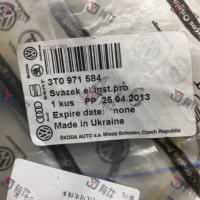 3T0 971 584
Svazek el.inst.pro
1 kus PP 25.04.2013
Expire date: none
Made in Ukraine
ŠKODA AUTO a.s. Mladá Boleslav, Czech Republic